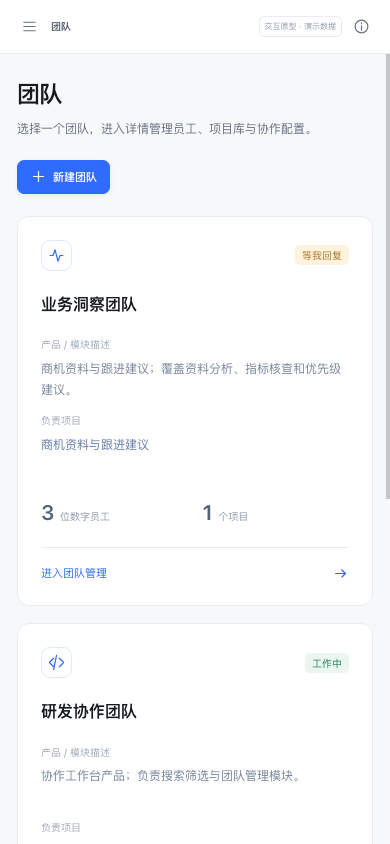 团队
交互原型 · 演示数据
团队
选择一个团队，进入详情管理员工、项目库与协作配置。
新建团队
等我回复
业务洞察团队
产品 / 模块描述
商机资料与跟进建议；覆盖资料分析、指标核查和优先级
建议。
负责项目
商机资料与跟进建议
3 位数字员工
1 个项目
进入团队管理
工作中
研发协作团队
产品 / 模块描述
协作工作台产品；负责搜索筛选与团队管理模块。
负责项目